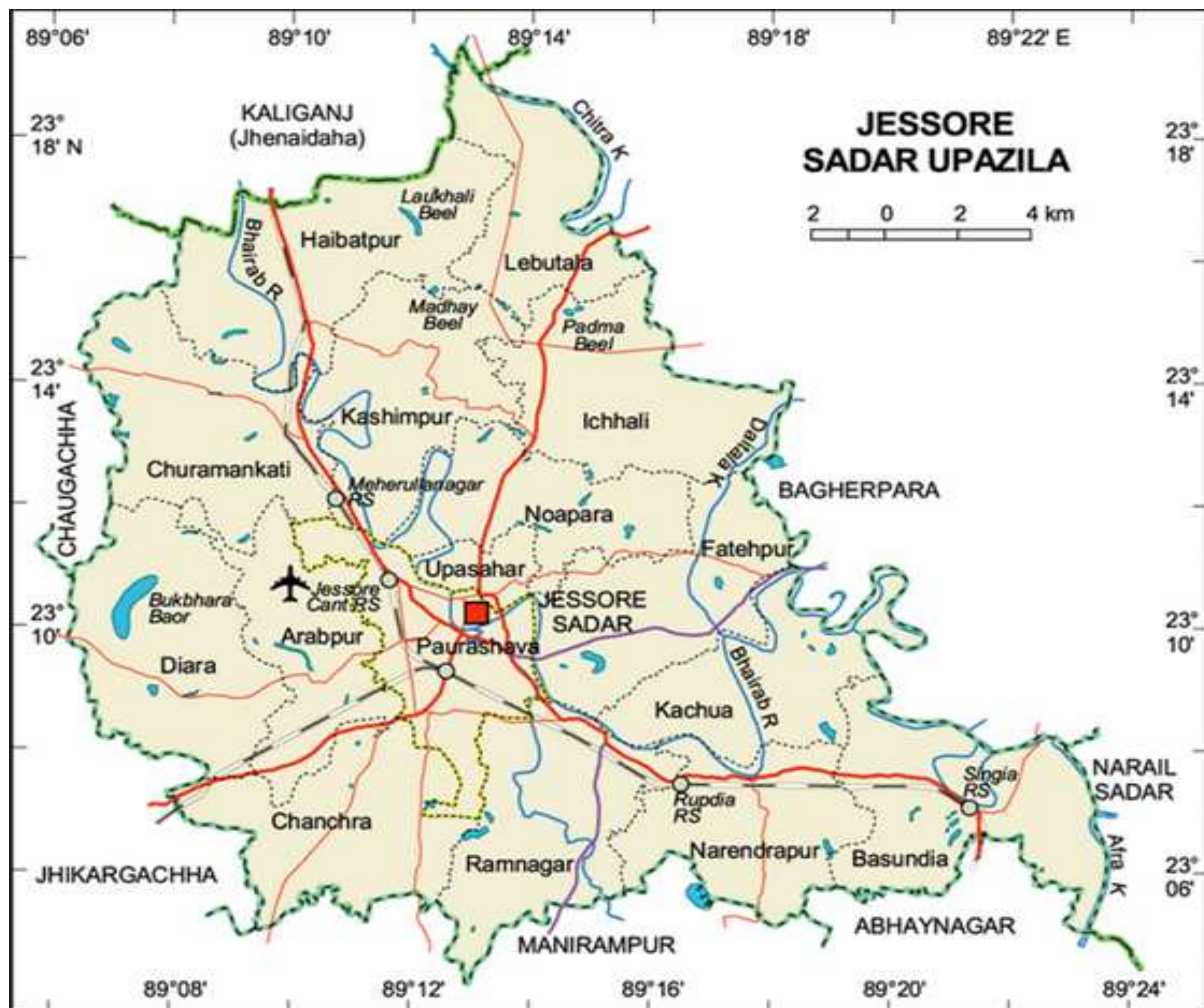 89°06'
89°10'
89°14'
89°18'
89°22' E
KALIGANJ
(Jhenaidaha)
23°
18' N
Chitra K
JESSORE
SADAR UPAZILA
23°
18'
2 0 2 4 km
Laukhali
Beel
Haibatpur
Bhairab R
Lebutala
Madhay
Beel
Padma
Beel
23°
14'
23°
14'
Kashimpur
Ichhali
Daitala K
CHAUGACHHA
Churamankati
Meherullanagar
RS
BAGHERPARA
Noapara
Fatehpur
Upasahar
Jessore
Cant RS
JESSORE
SADAR
Bukbhara
Baor
23°
10'
23°
10'
Arabpur
Paurashava
Diara
Bhairab R
Kachua
Singia
RS
NARAIL
SADAR
Rupdia
RS
Chanchra
Ramnagar
Narendrapur
Basundia
Afra K
JHIKARGACHHA
23°
06'
23°
06'
MANIRAMPUR
ABHAYNAGAR
89°08'
89°12'
89°16'
89°20'
89°24'